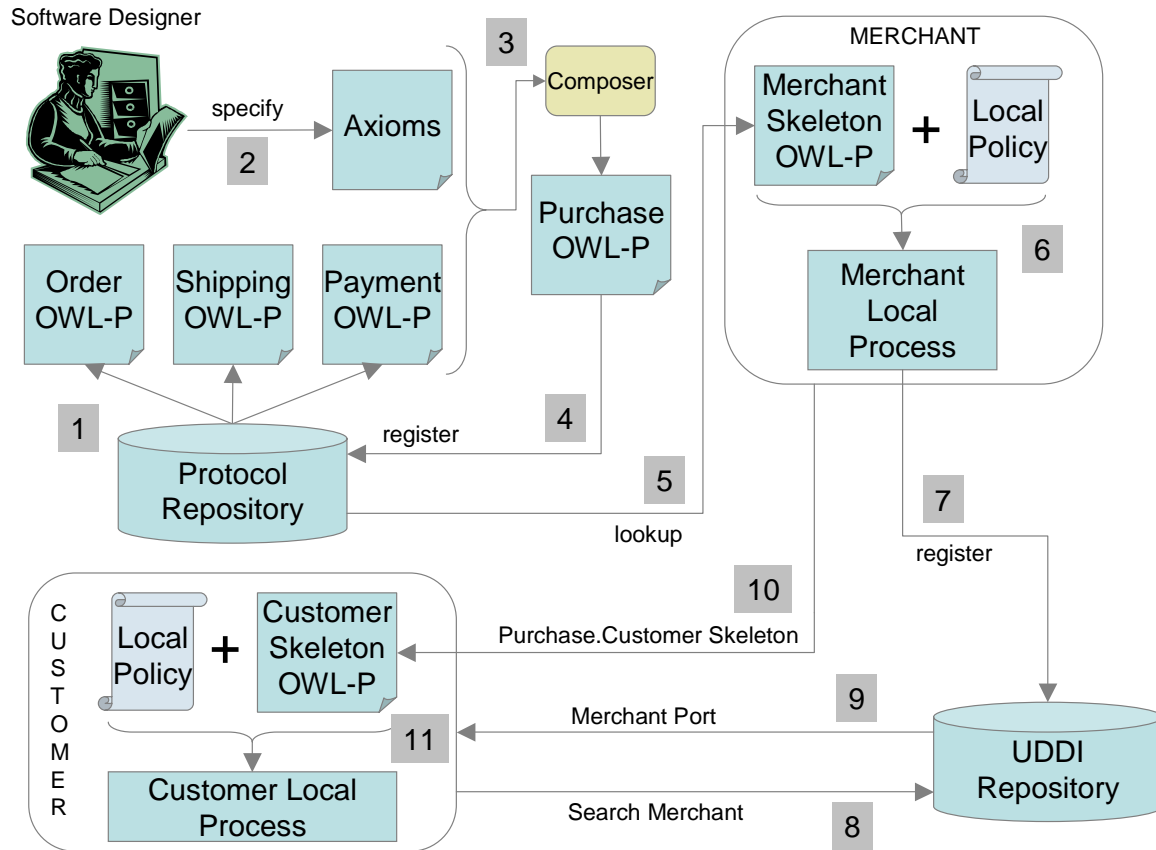 Software Designer
specify
2
Axioms
3
Composer
Purchase
OWL-P
Order
OWL-P
Shipping
OWL-P
Payment
OWL-P
1
Protocol
Repository
register
4
5
lookup
MERCHANT
Merchant
Skeleton
OWL-P
+
Local
Policy
6
Merchant
Local
Process
7
register
10
Purchase.Customer Skeleton
CUSTOMER
Local
Policy
+
Customer
Skeleton
OWL-P
11
Customer Local
Process
9
Merchant Port
UDDI
Repository
Search Merchant
8